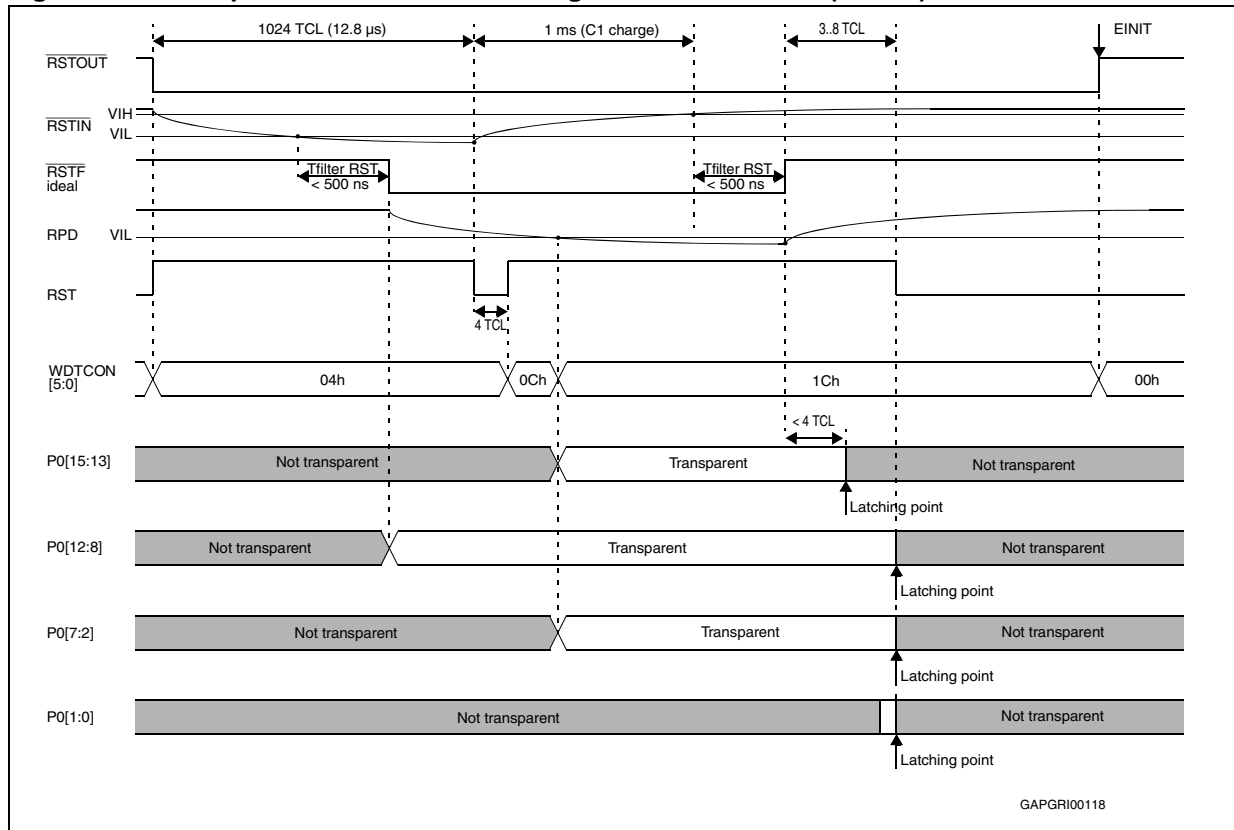 1024 TCL (12.8 µs) 1 ms (C1 charge) 3..8 TCL EINIT
RSTOUT
RSTIN VIH
VIL
RSTF ideal
Tfilter RST < 500 ns
Tfilter RST < 500 ns
RPD VIL
RST
4 TCL
WDTCON [5:0] 04h 0Ch 1Ch 00h
< 4 TCL
P0[15:13] Not transparent Transparent Not transparent
Latching point
P0[12:8] Not transparent Transparent Not transparent
Latching point
P0[7:2] Not transparent Transparent Not transparent
Latching point
P0[1:0] Not transparent Not transparent
Latching point
GAPGRI00118